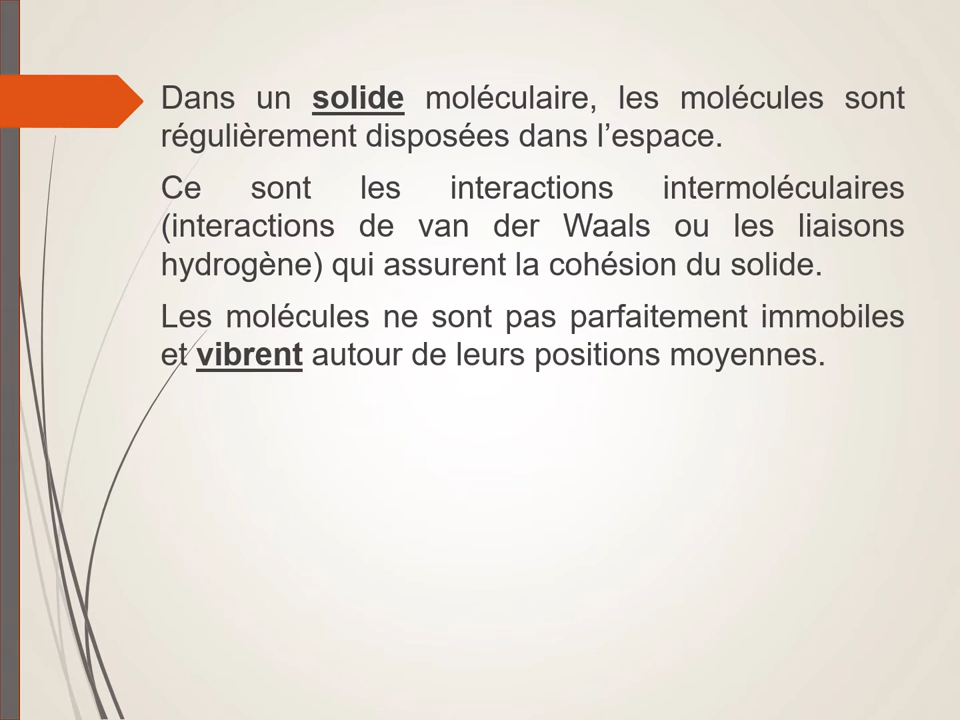 Dans un solide moléculaire, les molécules sont
régulièrement disposées dans l’espace.
Ce sont les interactions intermoléculaires
(interactions de van der Waals ou les liaisons
hydrogène) qui assurent la cohésion du solide.
Les molécules ne sont pas parfaitement immobiles
et vibrent autour de leurs positions moyennes.